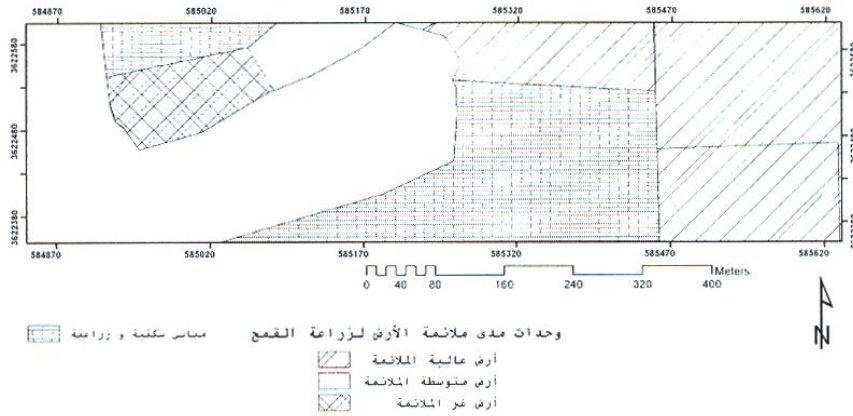 584870 585020 585170 585320 585470 585620
3622580
3622480 3622480
3622380
584870 585020 585170 585320 585470 585620
0 40 80 160 240 320 400 Meters
N
وحدات مدى ملائمة الأرض لزراعة القمح
مباني سكنية و زراعية
أرض عالية الملائمة
أرض متوسطة الملائمة
أرض غر الملائمة